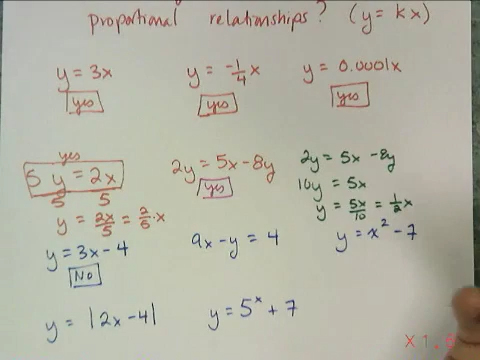 proportional relationships? (y = kx)
y = 3x
yes
y = -1/4 x
yes
y = 0.0001x
yes
yes
5y = 2x
5 5
y = 2x/5 = 2/5 · x
2y = 5x - 8y
yes
2y = 5x - 8y
10y = 5x
y = 5x/10 = 1/2 x
y = 3x - 4
No
9x - y = 4
y = x² - 7
y = |2x - 4|
y = 5ˣ + 7